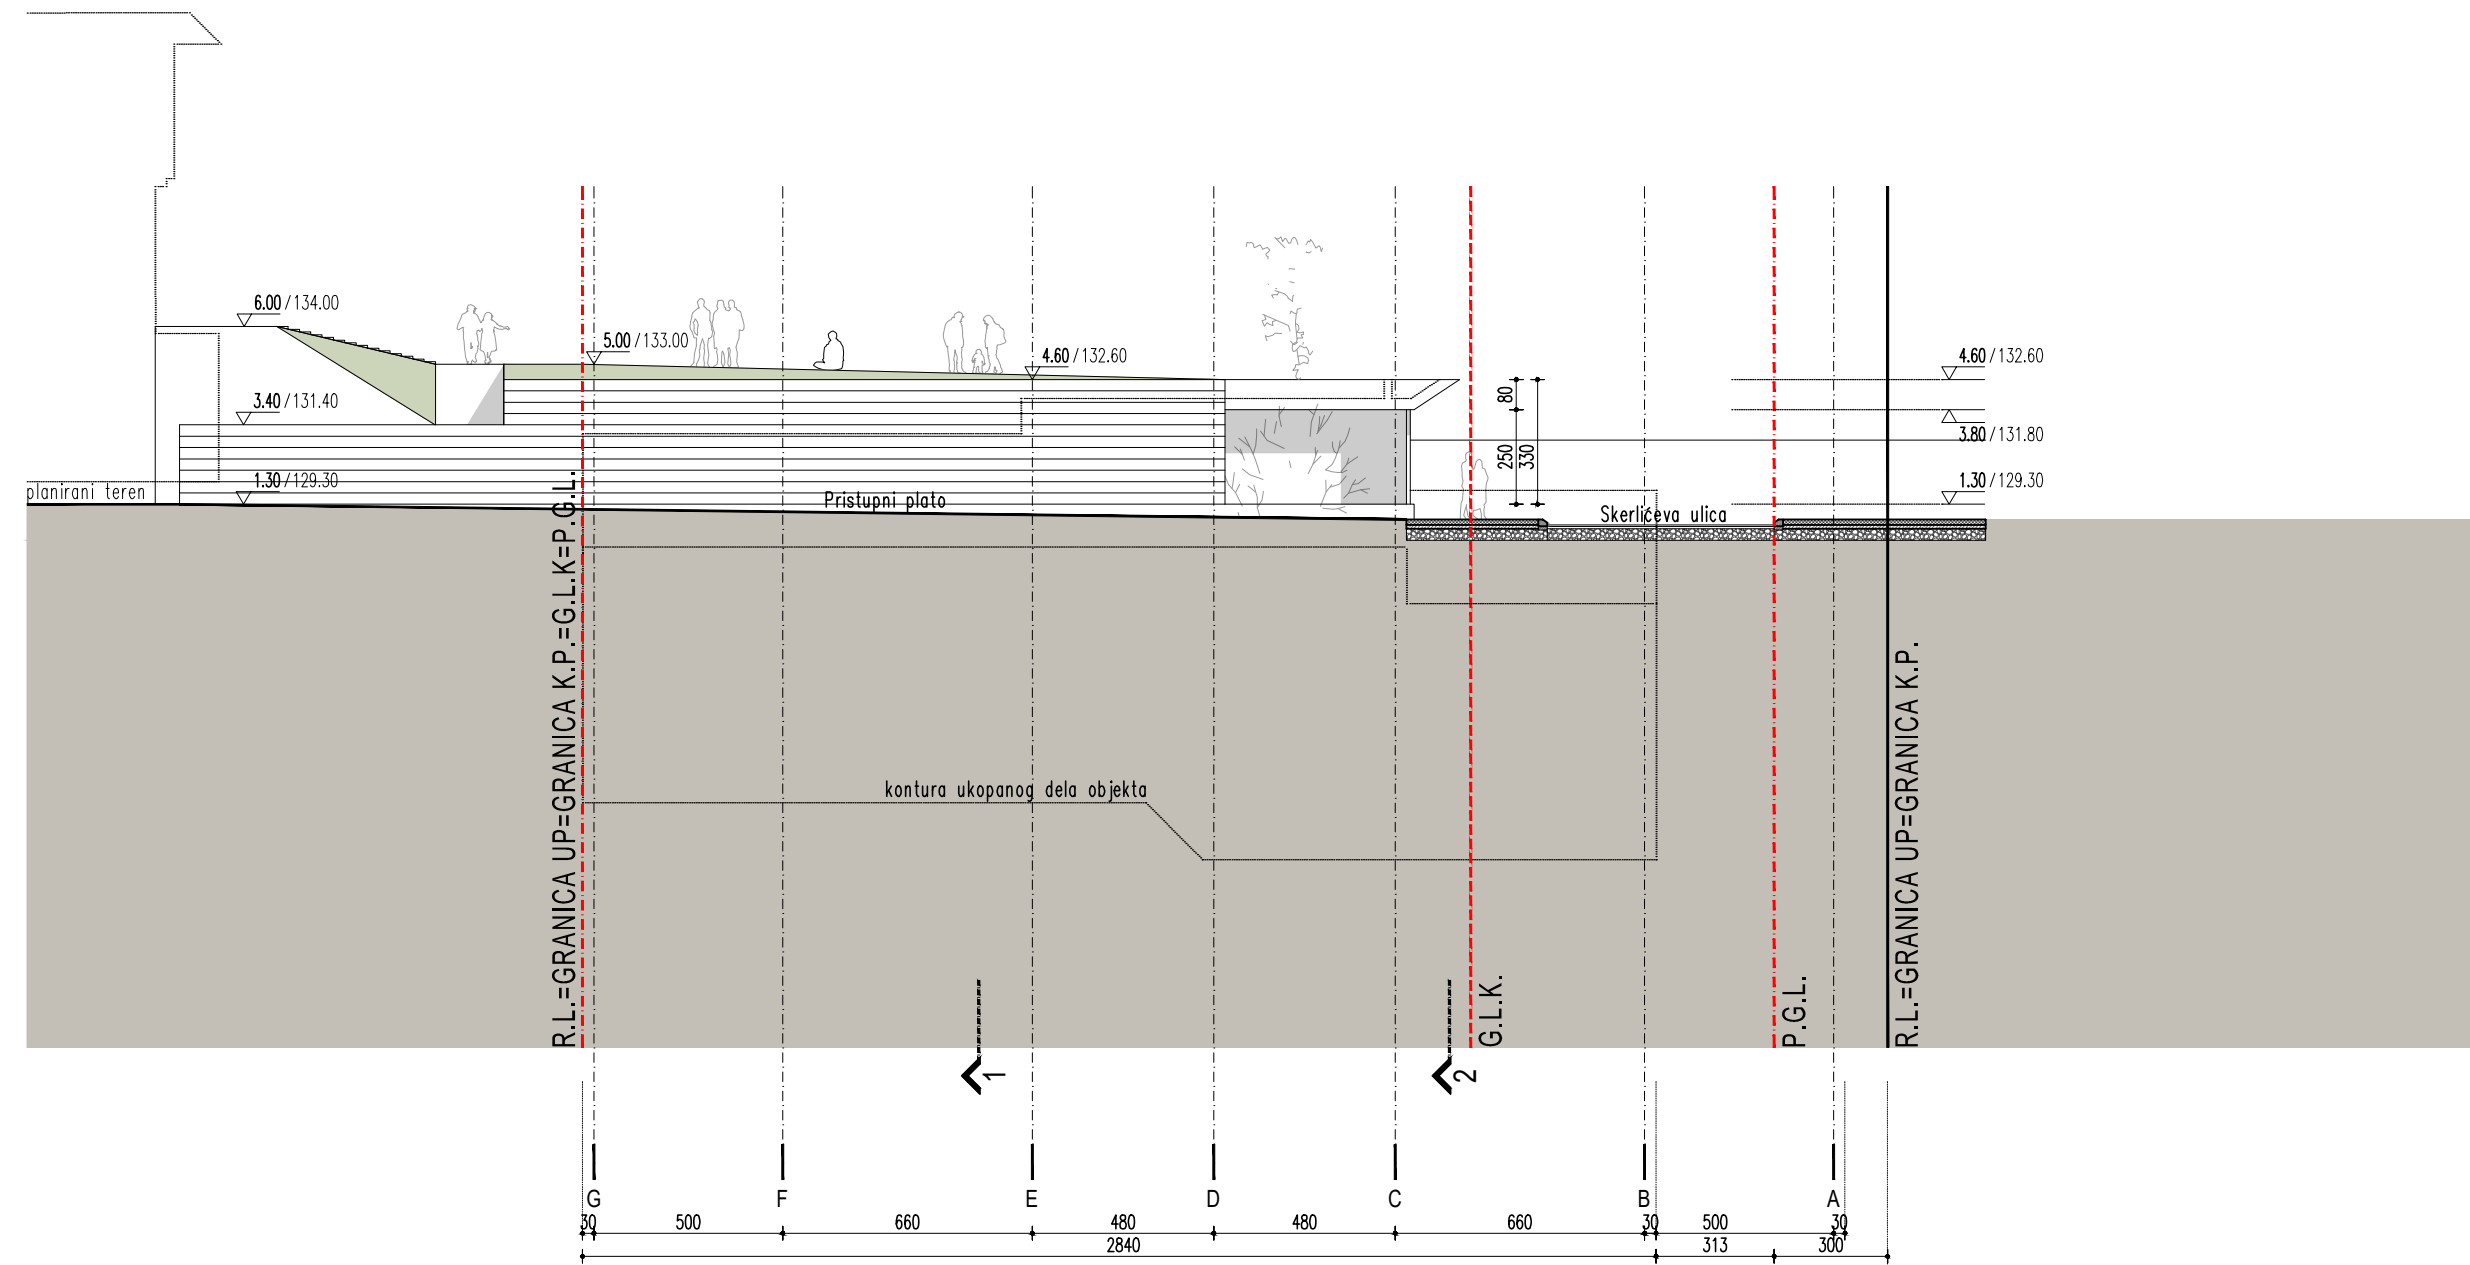 6.00 / 134.00
5.00 / 133.00
4.60 / 132.60
4.60 / 132.60
3.40 / 131.40
80
3.80 / 131.80
250
330
1.30 / 129.30
1.30 / 129.30
planirani teren
Pristupni plato
Skerlićeva ulica
R.L.=GRANICA UP=GRANICA K.P.=G.L.K=P.G.L.
kontura ukopanog dela objekta
G.L.K.
P.G.L.
R.L.=GRANICA UP=GRANICA K.P.
1
2
G F E D C B A
30 500 660 480 480 660 30 500 30
2840 313 300